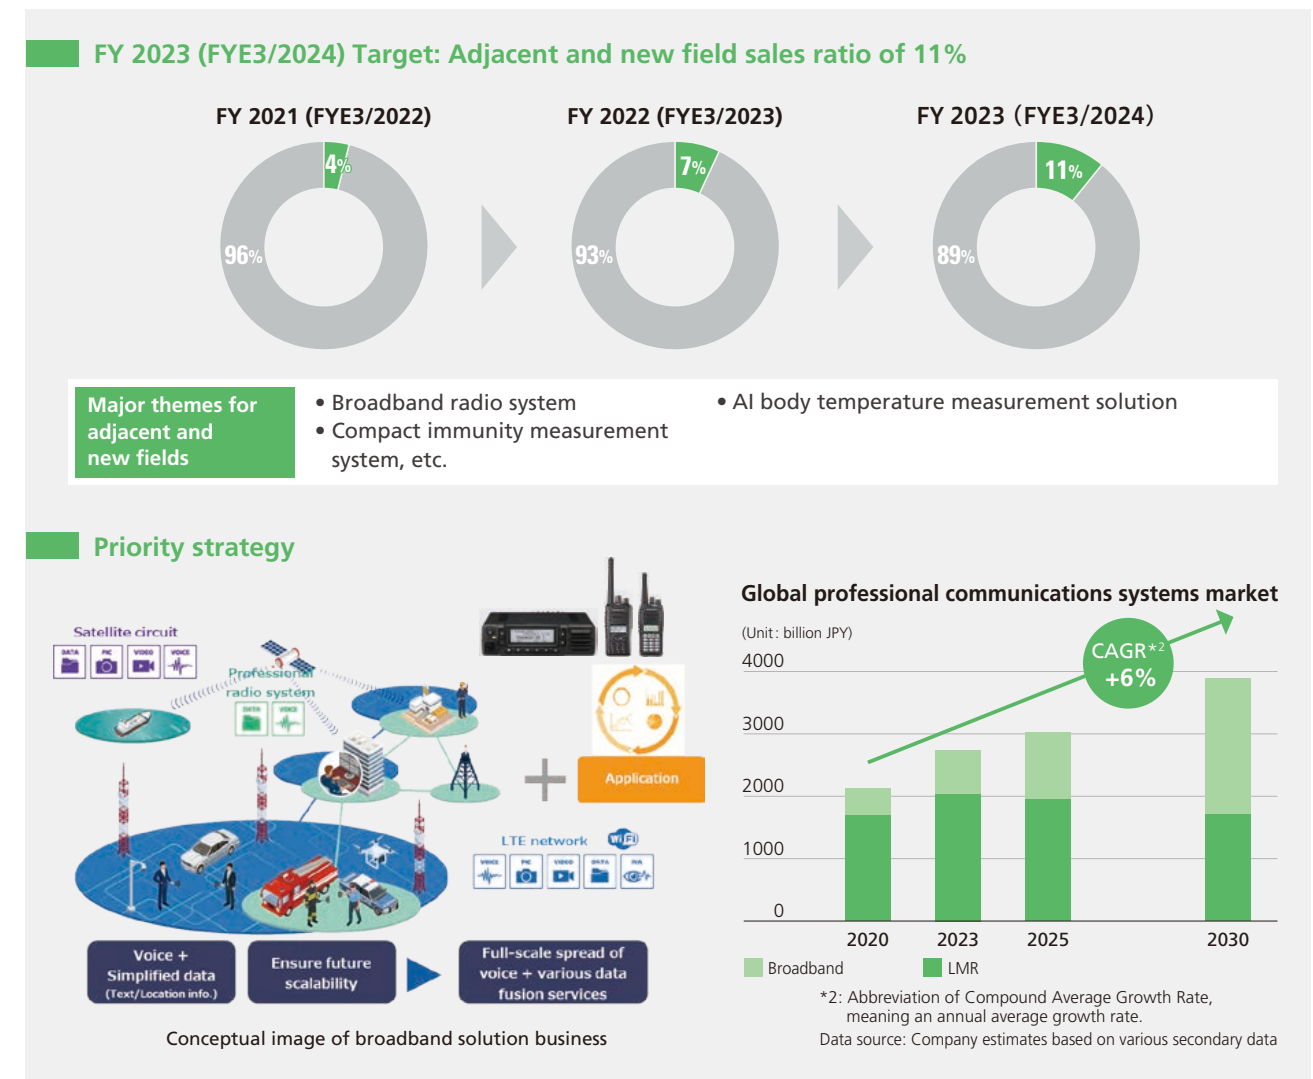 FY 2023 (FYE3/2024) Target: Adjacent and new field sales ratio of 11%
FY 2021 (FYE3/2022)
4%
96%
FY 2022 (FYE3/2023)
7%
93%
FY 2023 (FYE3/2024)
11%
89%
Major themes for
adjacent and
new fields
• Broadband radio system
• Compact immunity measurement
system, etc.
• AI body temperature measurement solution
Priority strategy
Satellite circuit
DATA
PIC
VIDEO
VOICE
Professional
radio system
DATA
VOICE
Application
LTE network
WiFi
VOICE
PIC
VIDEO
DATA
IVA
Voice +
Simplified data
(Text/Location info.)
Ensure future
scalability
Full-scale spread of
voice + various data
fusion services
Conceptual image of broadband solution business
Global professional communications systems market
(Unit: billion JPY)
CAGR*2
+6%
4000
3000
2000
1000
0
2020
2023
2025
2030
Broadband
LMR
*2: Abbreviation of Compound Average Growth Rate,
meaning an annual average growth rate.
Data source: Company estimates based on various secondary data